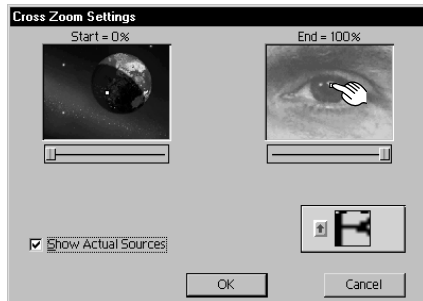 Cross Zoom Settings
Start = 0%
End = 100%
Show Actual Sources
OK
Cancel